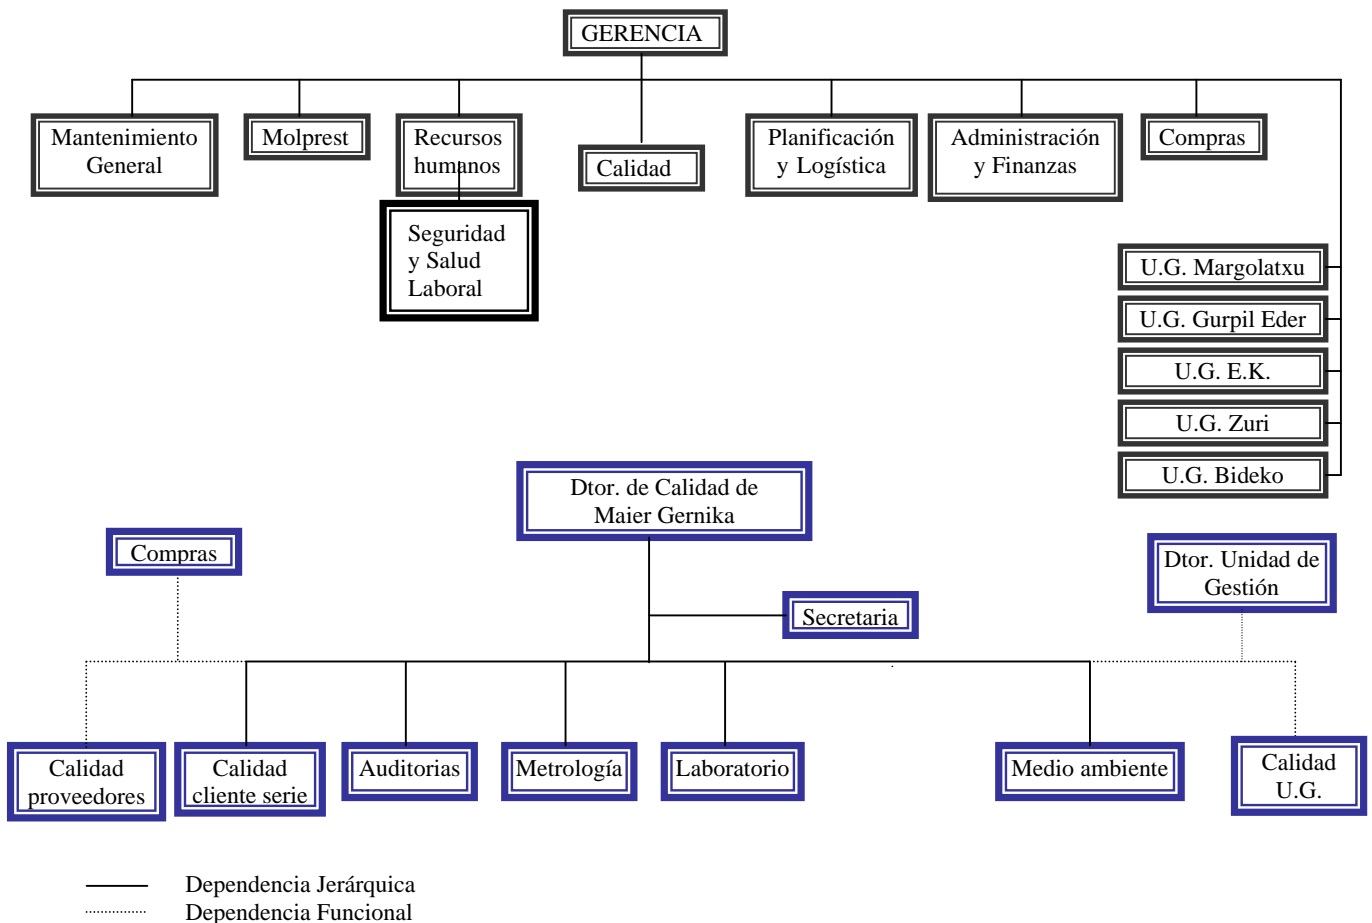 GERENCIA
Mantenimiento
General
Molprest
Recursos
humanos
Calidad
Planificación
y Logística
Administración
y Finanzas
Compras
Seguridad
y Salud
Laboral
U.G. Margolatxu
U.G. Gurpil Eder
U.G. E.K.
U.G. Zuri
U.G. Bideko
Dtor. de Calidad de
Maier Gernika
Compras
Dtor. Unidad de
Gestión
Secretaria
Calidad
proveedores
Calidad
cliente serie
Auditorias
Metrología
Laboratorio
Medio ambiente
Calidad
U.G.
Dependencia Jerárquica
Dependencia Funcional